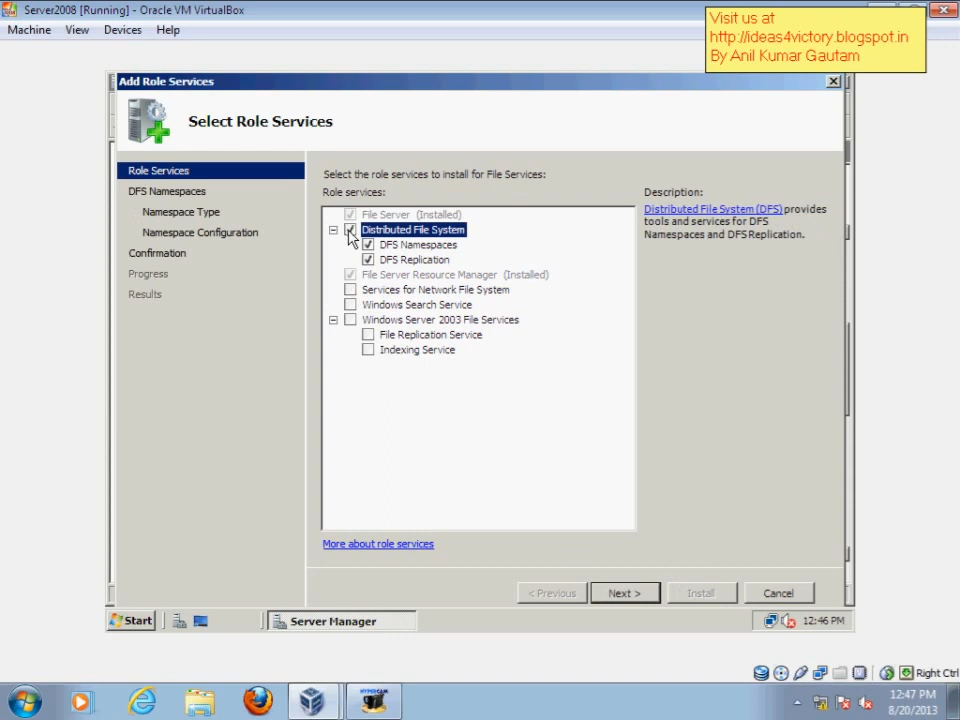 Server2008 [Running] - Oracle VM VirtualBox
Machine View Devices Help
Visit us at
http://ideas4victory.blogspot.in
By Anil Kumar Gautam
Add Role Services
Select Role Services
Role Services
DFS Namespaces
Namespace Type
Namespace Configuration
Confirmation
Progress
Results
Select the role services to install for File Services:
Role services:
File Server (Installed)
Distributed File System
DFS Namespaces
DFS Replication
File Server Resource Manager (Installed)
Services for Network File System
Windows Search Service
Windows Server 2003 File Services
File Replication Service
Indexing Service
More about role services
Description:
Distributed File System (DFS) provides
tools and services for DFS
Namespaces and DFS Replication.
< Previous Next > Install Cancel
Start Server Manager 12:46 PM
Right Ctrl
HYPERCAM
12:47 PM
8/20/2013